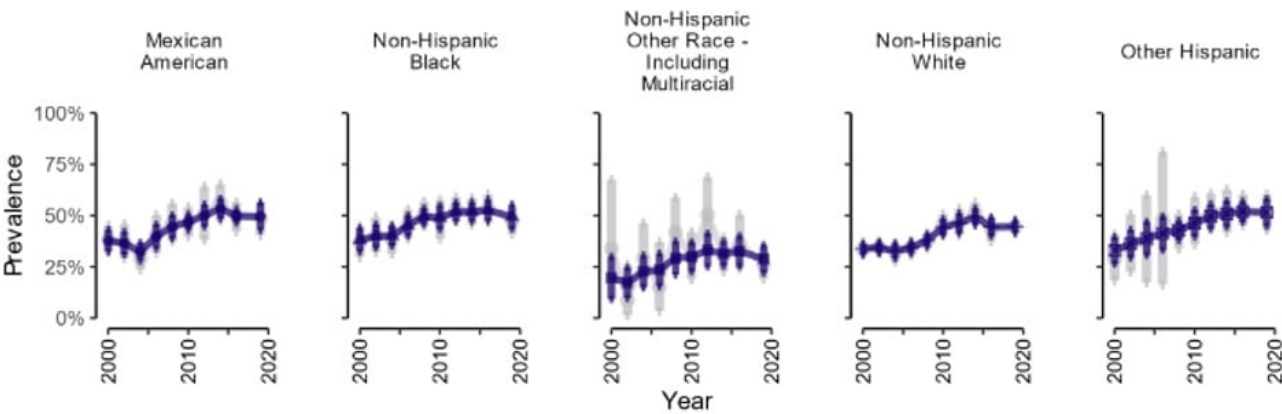 Mexican
American
Non-Hispanic
Black
Non-Hispanic
Other Race -
Including
Multiracial
Non-Hispanic
White
Other Hispanic
Prevalence
100%
75%
50%
25%
0%
2000
2010
2020
2000
2010
2020
2000
2010
2020
2000
2010
2020
2000
2010
2020
Year